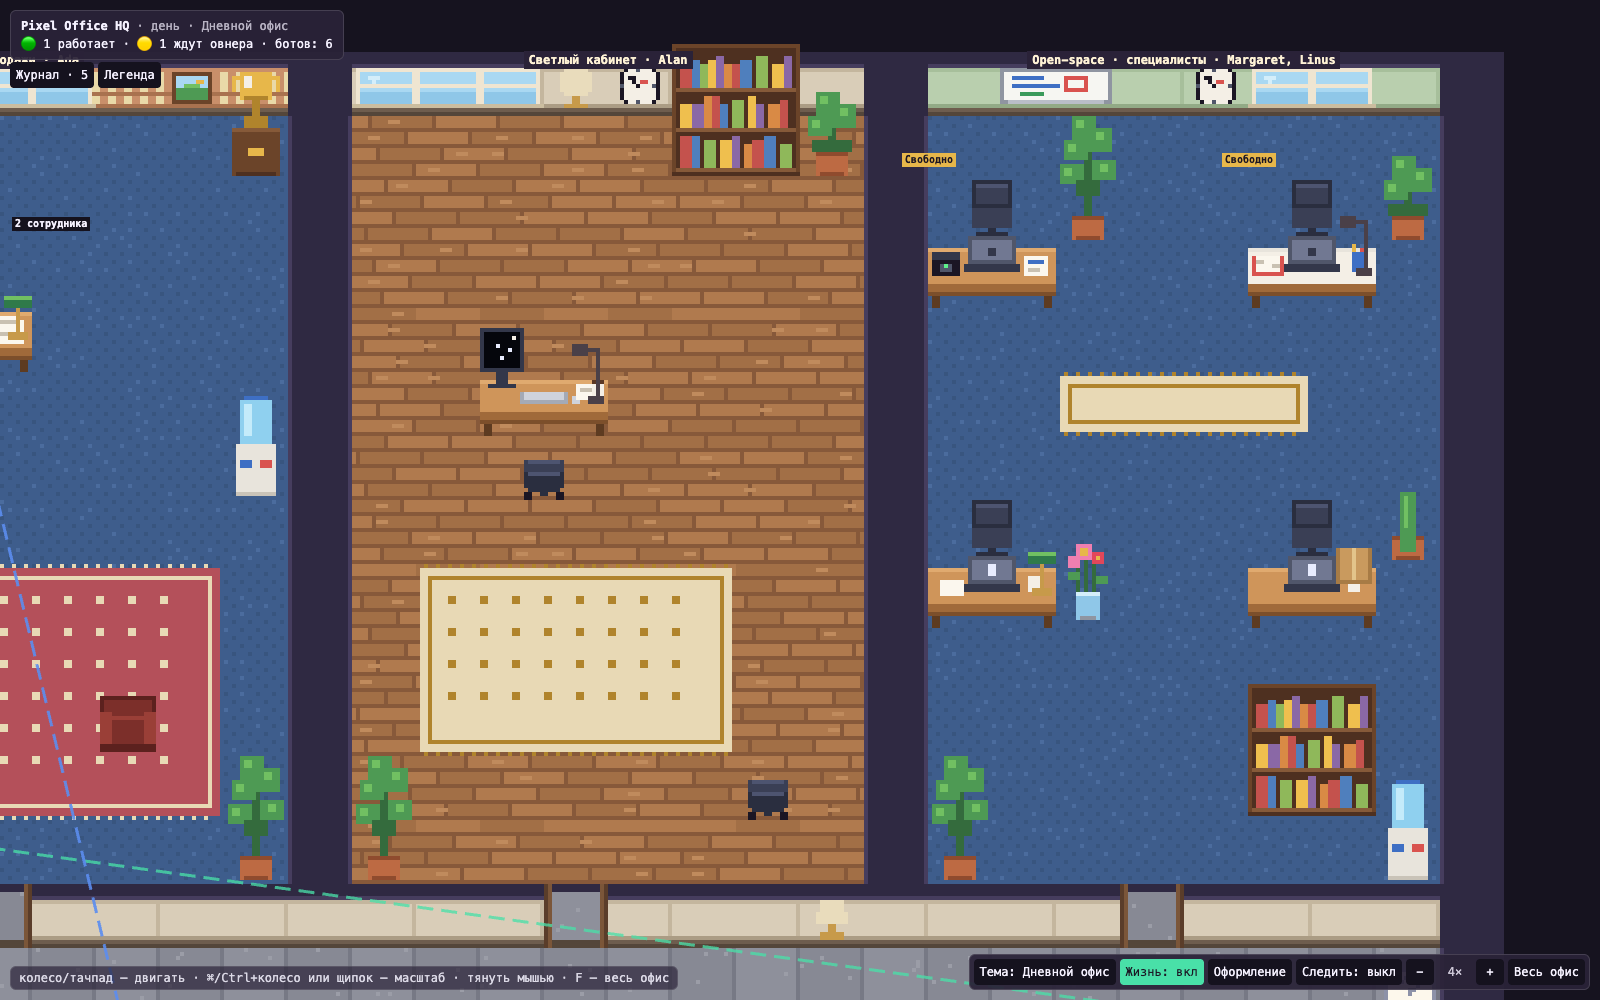 Pixel Office HQ · день · Дневной офис
1 работает · 1 ждут овнера · ботов: 6
Журнал · 5
Легенда
Светлый кабинет · Alan
Open-space · специалисты · Margaret, Linus
Свободно
Свободно
2 сотрудника
колесо/тачпад — двигать · ⌘/Ctrl+колесо или щипок — масштаб · тянуть мышью · F — весь офис
Тема: Дневной офис
Жизнь: вкл
Оформление
Следить: выкл
−
4×
+
Весь офис